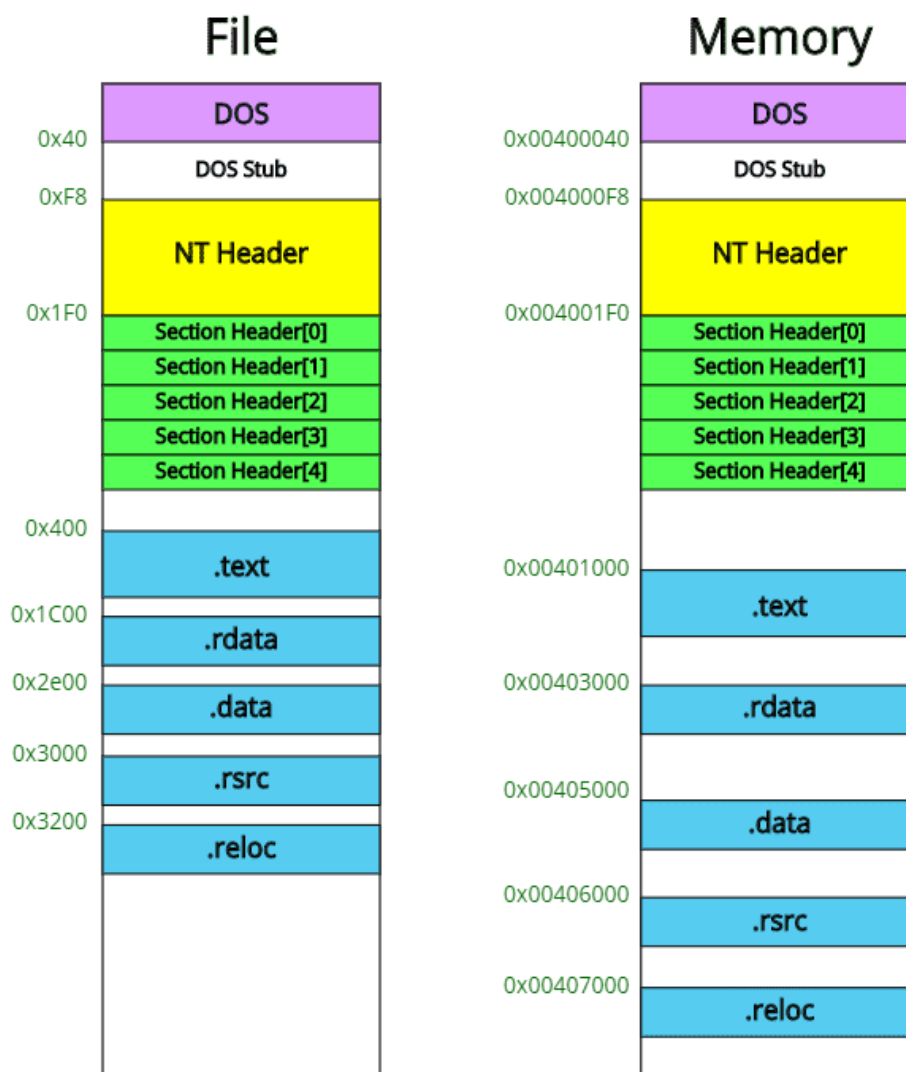 File
DOS
0x40
DOS Stub
0xF8
NT Header
0x1F0
Section Header[0]
Section Header[1]
Section Header[2]
Section Header[3]
Section Header[4]
0x400
.text
0x1C00
.rdata
0x2e00
.data
0x3000
.rsrc
0x3200
.reloc
Memory
DOS
0x00400040
DOS Stub
0x004000F8
NT Header
0x004001F0
Section Header[0]
Section Header[1]
Section Header[2]
Section Header[3]
Section Header[4]
0x00401000
.text
0x00403000
.rdata
0x00405000
.data
0x00406000
.rsrc
0x00407000
.reloc